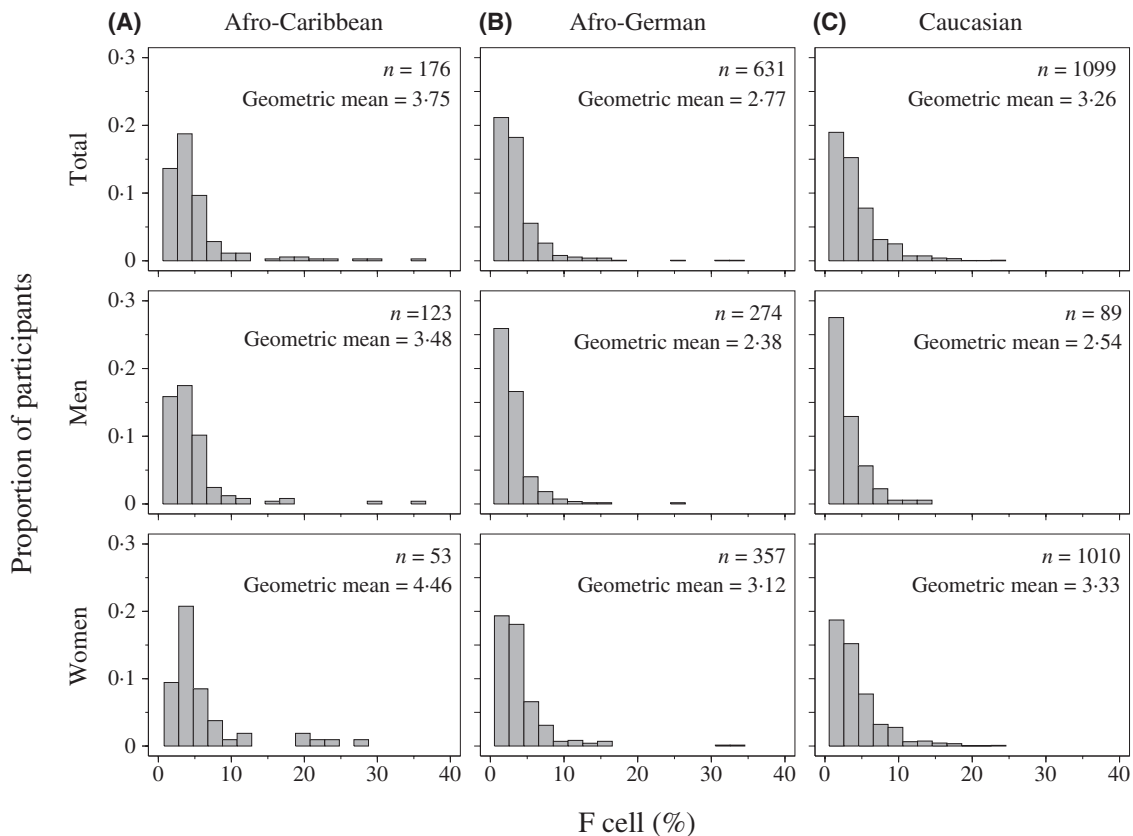 (A) Afro-Caribbean (B) Afro-German (C) Caucasian
Proportion of participants
Total
0·3
0·2
0·1
0
n = 176
Geometric mean = 3·75
n = 631
Geometric mean = 2·77
n = 1099
Geometric mean = 3·26
Men
0·3
0·2
0·1
0
n =123
Geometric mean = 3·48
n = 274
Geometric mean = 2·38
n = 89
Geometric mean = 2·54
Women
0·3
0·2
0·1
0
n = 53
Geometric mean = 4·46
n = 357
Geometric mean = 3·12
n = 1010
Geometric mean = 3·33
0 10 20 30 40 0 10 20 30 40 0 10 20 30 40
F cell (%)